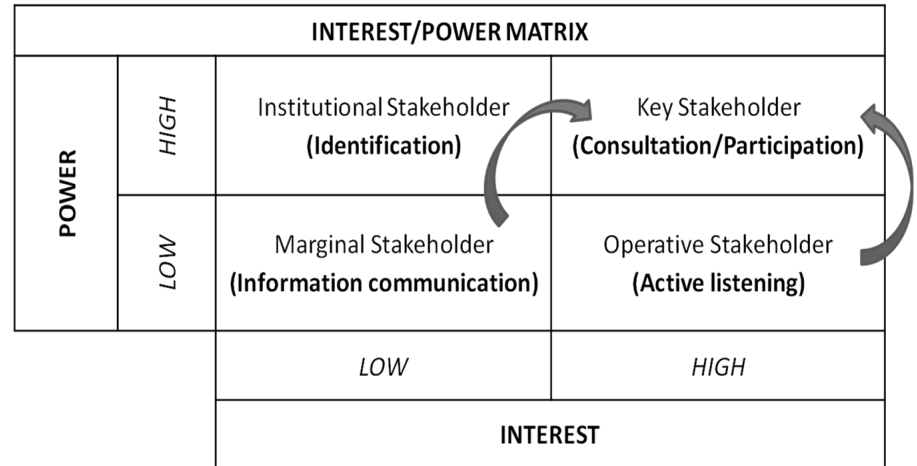 INTEREST/POWER MATRIX
POWER
HIGH
Institutional Stakeholder
(Identification)
Key Stakeholder
(Consultation/Participation)
LOW
Marginal Stakeholder
(Information communication)
Operative Stakeholder
(Active listening)
LOW
HIGH
INTEREST